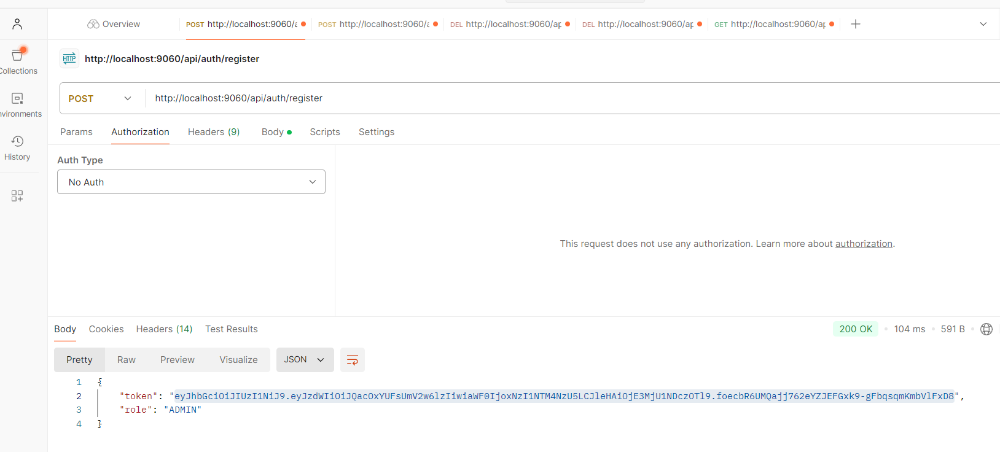 Overview
POST http://localhost:9060/a
POST http://localhost:9060/a
DEL http://localhost:9060/ap
DEL http://localhost:9060/ap
GET http://localhost:9060/ap
Collections
nvironments
History
HTTP http://localhost:9060/api/auth/register
POST http://localhost:9060/api/auth/register
Params Authorization Headers (9) Body Scripts Settings
Auth Type
No Auth
This request does not use any authorization. Learn more about authorization.
Body Cookies Headers (14) Test Results
200 OK 104 ms 591 B
Pretty Raw Preview Visualize JSON
1 {
2 "token": "eyJhbGciOiJIUzI1NiJ9.eyJzdWIiOiJQacOxYUFsUmV2w6lzIiwiaWF0IjoxNzI1NTM4NzU5LCJleHAiOjE3MjU1NDczOTl9.foecbR6UMQajj762eYZJEFGxk9-gFbqsqmKmbVlFxD8",
3 "role": "ADMIN"
4 }